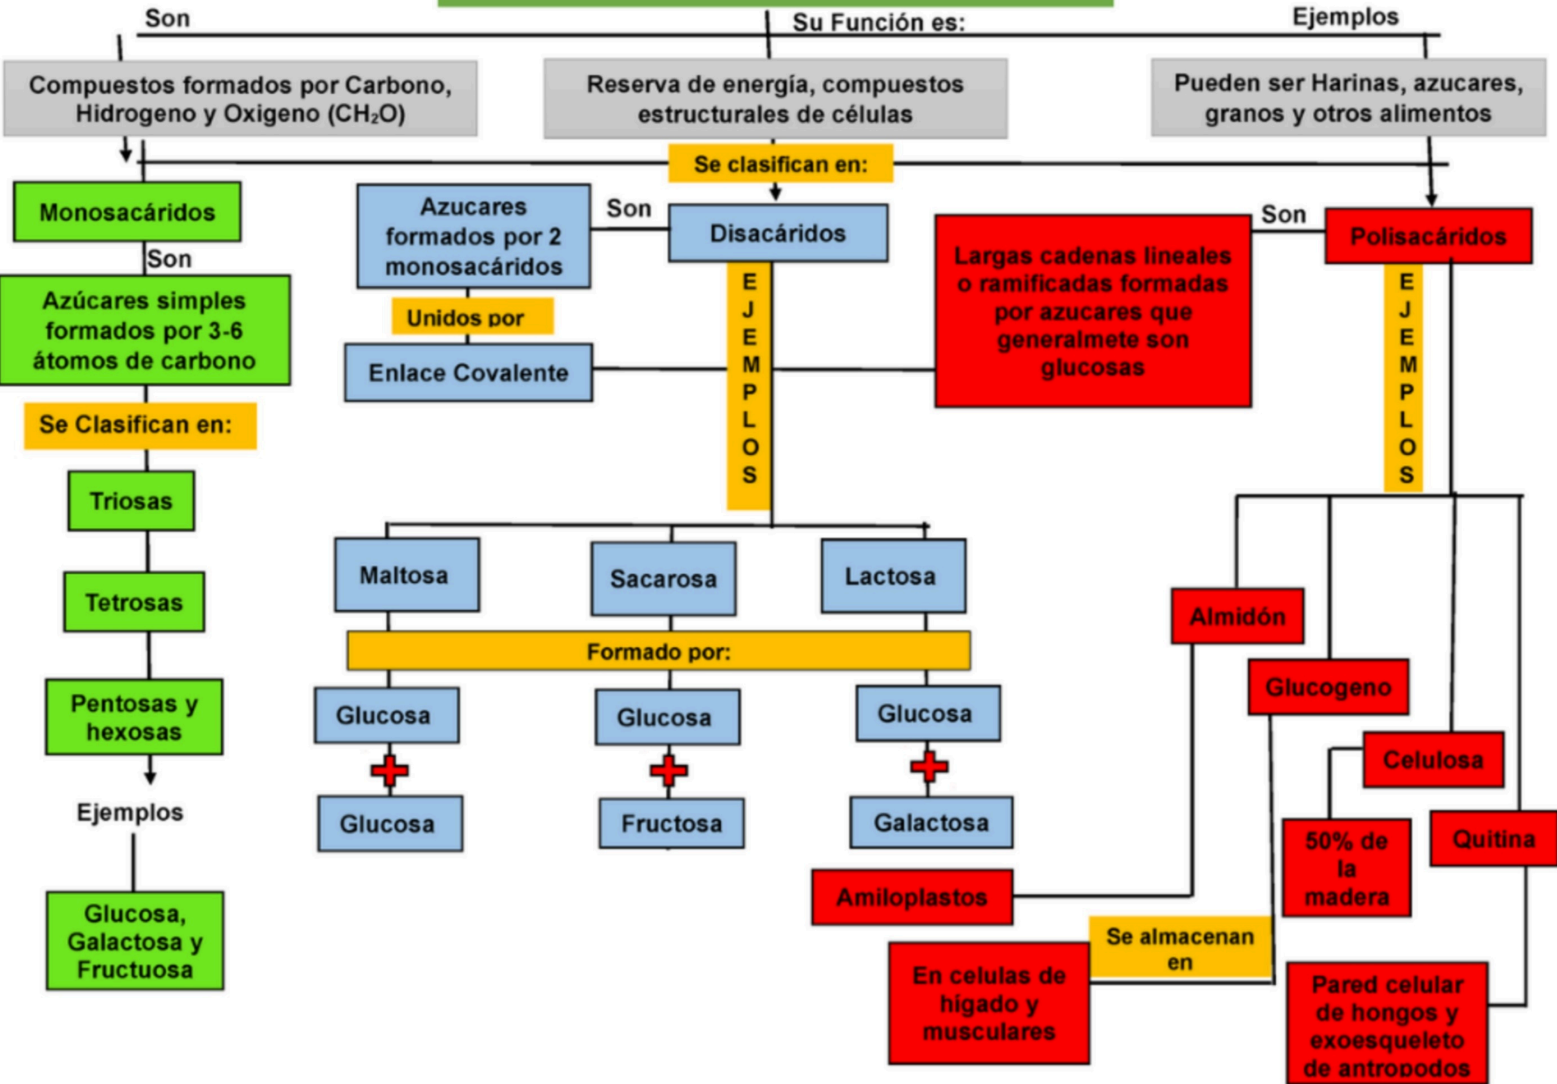 Son
Su Función es:
Ejemplos
Compuestos formados por Carbono,
Hidrogeno y Oxigeno (CH₂O)
Reserva de energía, compuestos
estructurales de células
Pueden ser Harinas, azucares,
granos y otros alimentos
Se clasifican en:
Monosacáridos
Son
Azúcares simples
formados por 3-6
átomos de carbono
Se Clasifican en:
Triosas
Tetrosas
Pentosas y
hexosas
Ejemplos
Glucosa,
Galactosa y
Fructuosa
Disacáridos
Son
Azucares
formados por 2
monosacáridos
Unidos por
Enlace Covalente
EJEMPLOS
Maltosa
Sacarosa
Lactosa
Formado por:
Glucosa
Glucosa
Glucosa
Glucosa
Fructosa
Galactosa
Polisacáridos
Son
Largas cadenas lineales
o ramificadas formadas
por azucares que
generalmete son
glucosas
EJEMPLOS
Almidón
Glucogeno
Celulosa
Quitina
50% de
la
madera
Amiloplastos
Se almacenan
en
En celulas de
hígado y
musculares
Pared celular
de hongos y
exoesqueleto
de antropodos